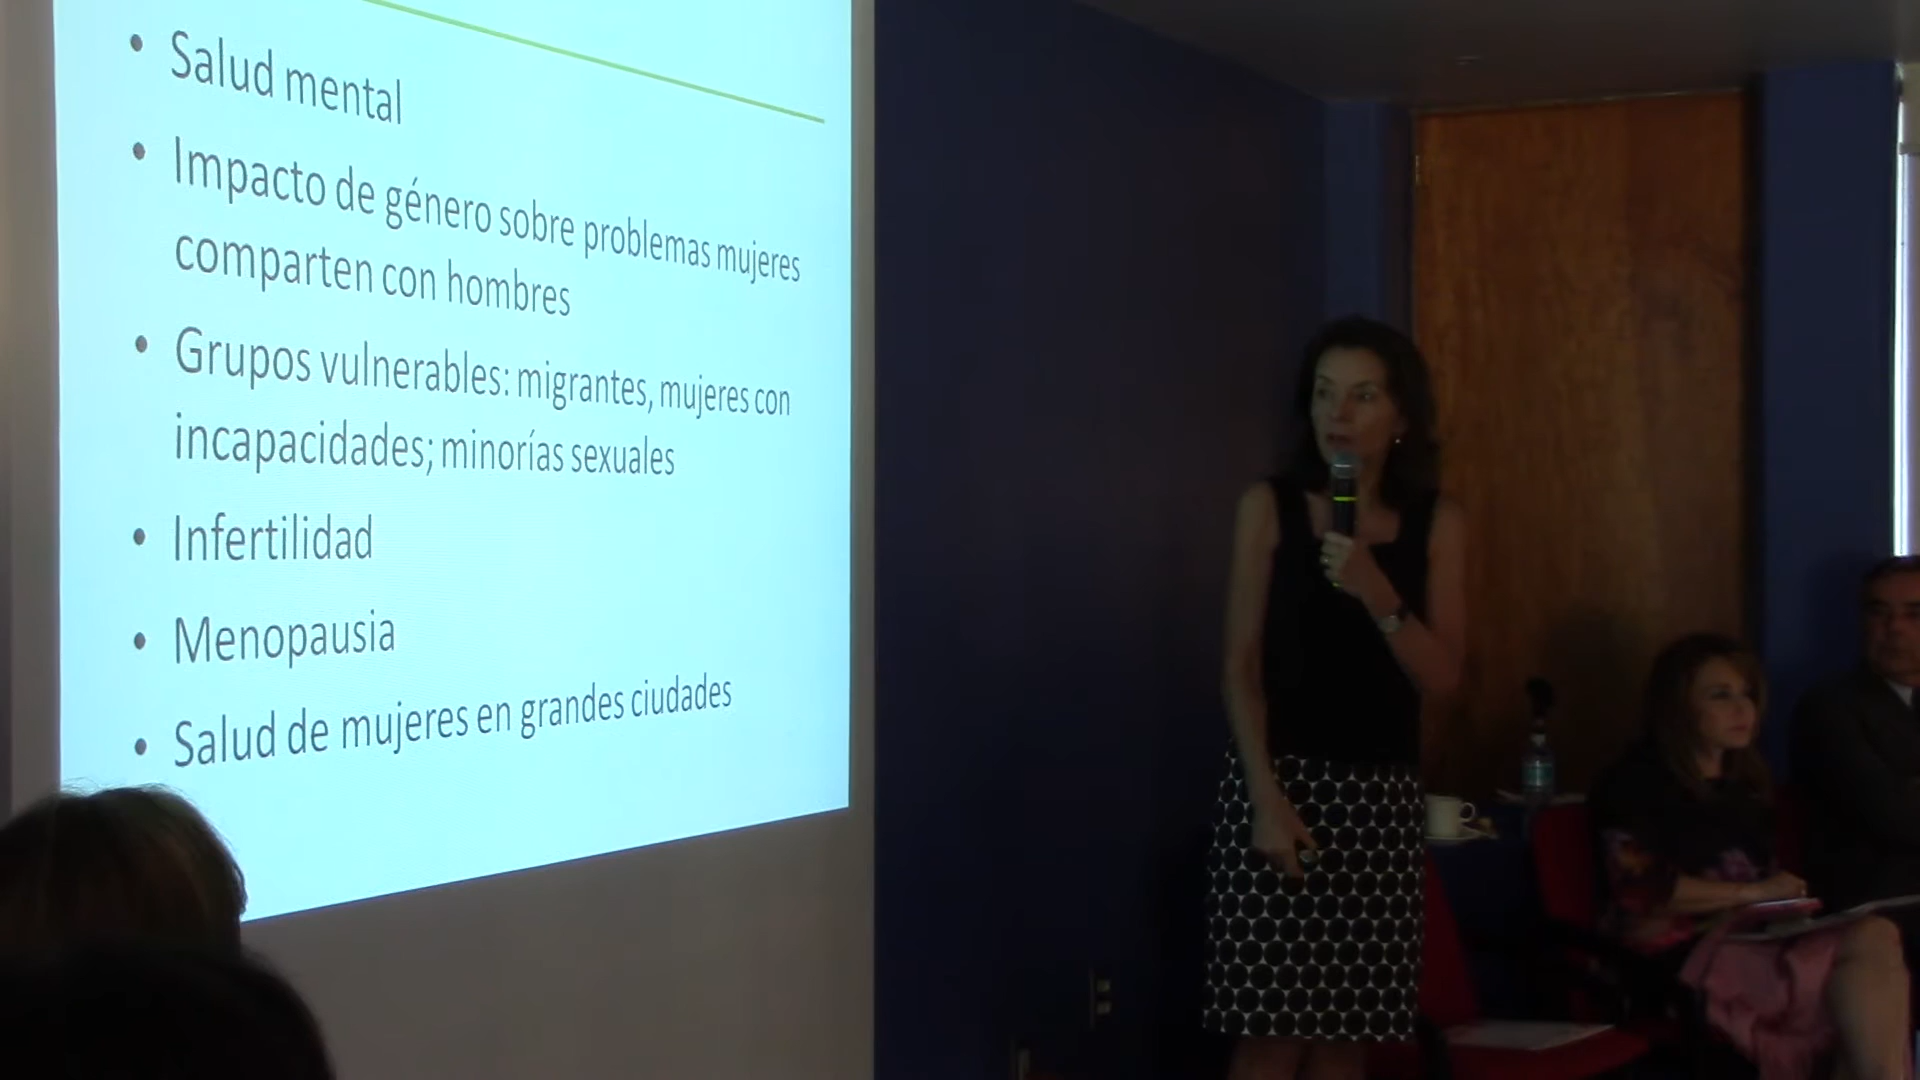 • Salud mental
• Impacto de género sobre problemas mujeres
comparten con hombres
• Grupos vulnerables: migrantes, mujeres con
incapacidades; minorías sexuales
• Infertilidad
• Menopausia
• Salud de mujeres en grandes ciudades